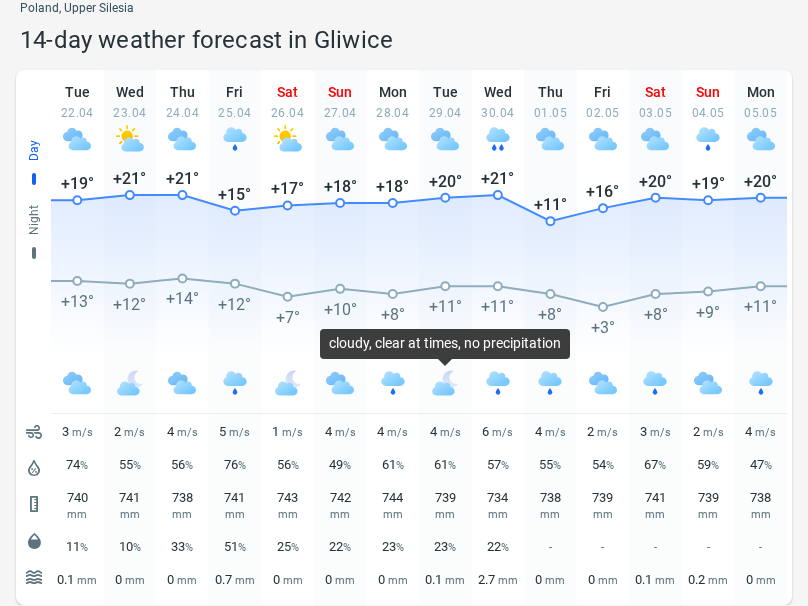 Poland, Upper Silesia
14-day weather forecast in Gliwice
Tue Wed Thu Fri Sat Sun Mon Tue Wed Thu Fri Sat Sun Mon
22.04 23.04 24.04 25.04 26.04 27.04 28.04 29.04 30.04 01.05 02.05 03.05 04.05 05.05
Day
+19° +21° +21° +15° +17° +18° +18° +20° +21° +11° +16° +20° +19° +20°
Night
+13° +12° +14° +12° +7° +10° +8° +11° +11° +8° +3° +8° +9° +11°
cloudy, clear at times, no precipitation
3 m/s 2 m/s 4 m/s 5 m/s 1 m/s 4 m/s 4 m/s 4 m/s 6 m/s 4 m/s 2 m/s 3 m/s 2 m/s 4 m/s
74% 55% 56% 76% 56% 49% 61% 61% 57% 55% 54% 67% 59% 47%
740 741 738 741 743 742 744 739 734 738 739 741 739 738
mm mm mm mm mm mm mm mm mm mm mm mm mm mm
11% 10% 33% 51% 25% 22% 23% 23% 22% - - - - -
0.1 mm 0 mm 0 mm 0.7 mm 0 mm 0 mm 0 mm 0.1 mm 2.7 mm 0 mm 0 mm 0.1 mm 0.2 mm 0 mm